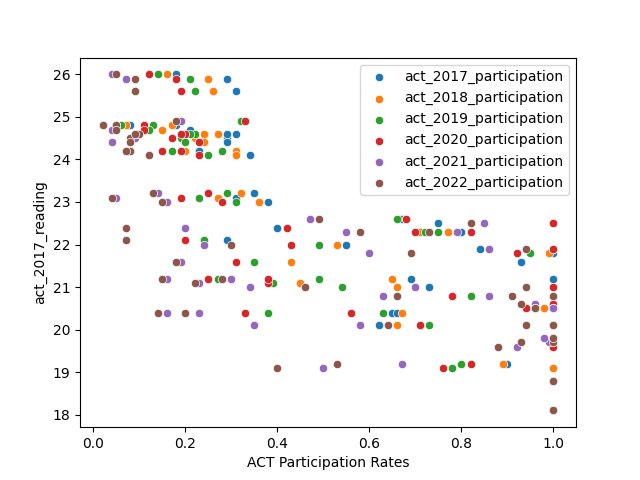 26
25
24
23
22
21
20
19
18
act_2017_reading
0.0 0.2 0.4 0.6 0.8 1.0
ACT Participation Rates
act_2017_participation
act_2018_participation
act_2019_participation
act_2020_participation
act_2021_participation
act_2022_participation